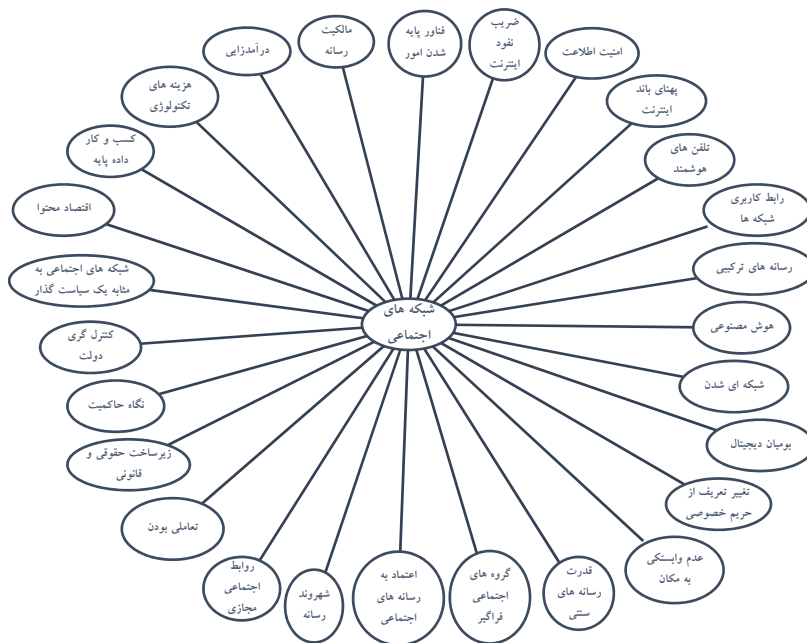 شبکه های
اجتماعی
ضریب
نفود
اینترنت
امنیت اطلاعت
پهنای باند
اینترنت
تلفن های
هوشمند
رابط کاربری
شبکه ها
رسانه های ترکیبی
هوش مصنوعی
شبکه ای شدن
بومیان دیجیتال
تغییر تعریف از
حریم خصوصی
عدم وابستگی
به مکان
قدرت
رسانه های
سنتی
گروه های
اجتماعی
فراگیر
اعتماد به
رسانه های
اجتماعی
شهروند
رسانه
روابط
اجتماعی
مجازی
تعاملی بودن
زیرساخت حقوقی و
قانونی
نگاه حاکمیت
کنترل گری
دولت
شبکه های اجتماعی به
مثابه یک سیاست گذار
اقتصاد محتوا
کسب و کار
داده پایه
هزینه های
تکنولوژی
درآمدزایی
مالکیت
رسانه
فناور پایه
شدن امور